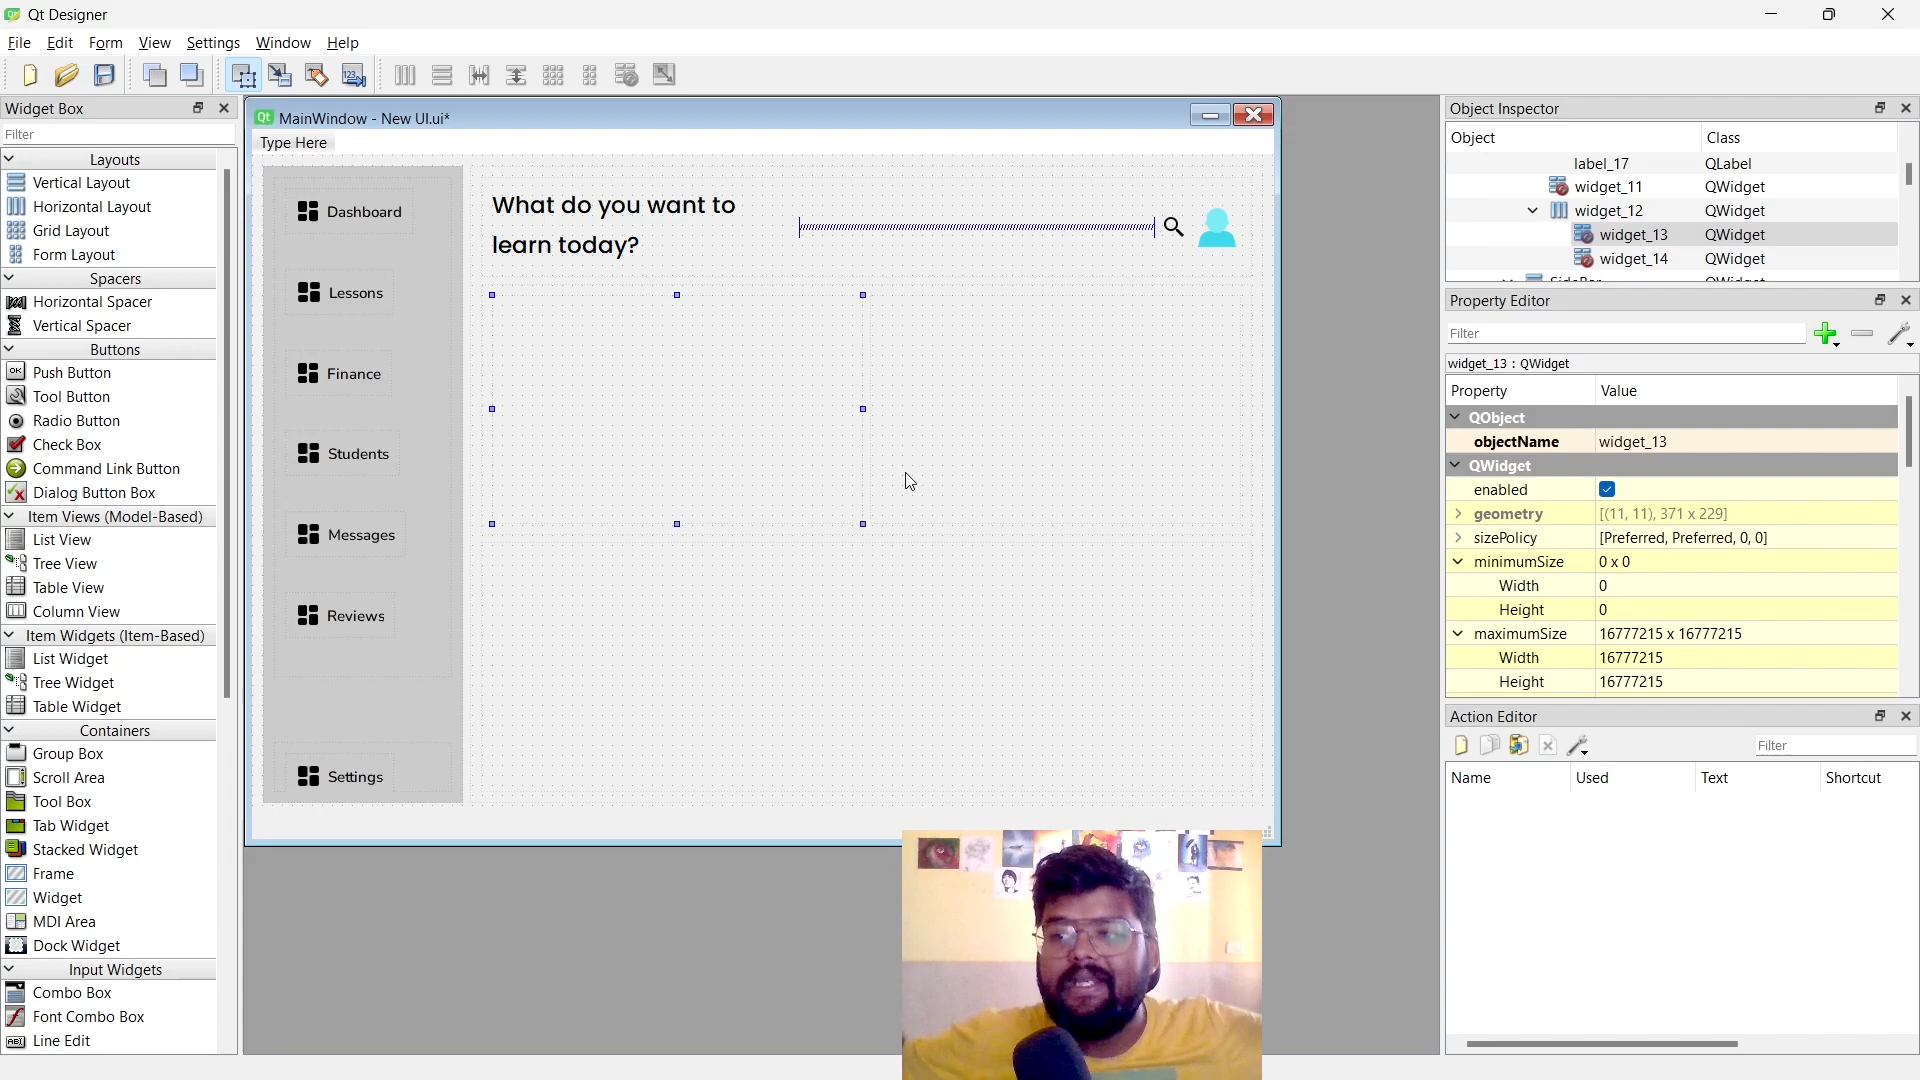 Qt Designer
File Edit Form View Settings Window Help
Widget Box
Filter
Layouts
Vertical Layout
Horizontal Layout
Grid Layout
Form Layout
Spacers
Horizontal Spacer
Vertical Spacer
Buttons
Push Button
Tool Button
Radio Button
Check Box
Command Link Button
Dialog Button Box
Item Views (Model-Based)
List View
Tree View
Table View
Column View
Item Widgets (Item-Based)
List Widget
Tree Widget
Table Widget
Containers
Group Box
Scroll Area
Tool Box
Tab Widget
Stacked Widget
Frame
Widget
MDI Area
Dock Widget
Input Widgets
Combo Box
Font Combo Box
Line Edit
MainWindow - New UI.ui*
Type Here
Dashboard
Lessons
Finance
Students
Messages
Reviews
Settings
What do you want to
learn today?
Object Inspector
Object Class
label_17 QLabel
widget_11 QWidget
widget_12 QWidget
widget_13 QWidget
widget_14 QWidget
SideBar QWidget
Property Editor
Filter
widget_13 : QWidget
Property Value
QObject
objectName widget_13
QWidget
enabled
geometry [(11, 11), 371 x 229]
sizePolicy [Preferred, Preferred, 0, 0]
minimumSize 0 x 0
Width 0
Height 0
maximumSize 16777215 x 16777215
Width 16777215
Height 16777215
Action Editor
Filter
Name Used Text Shortcut